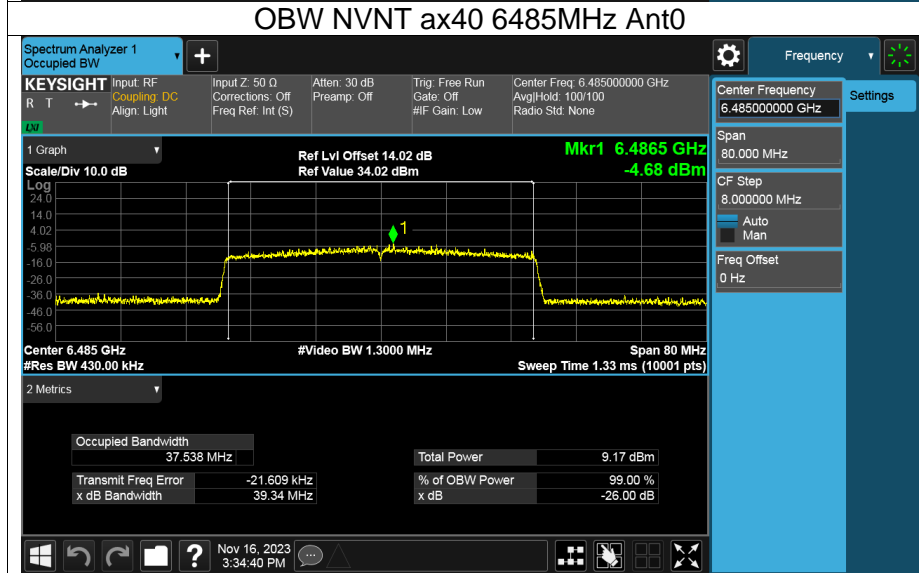 OBW NVNT ax40 6485MHz Ant0
Spectrum Analyzer 1
Occupied BW
+
Frequency
KEYSIGHT
R T
LXI
Input: RF
Coupling: DC
Align: Light
Input Z: 50 Ω
Corrections: Off
Freq Ref: Int (S)
Atten: 30 dB
Preamp: Off
Trig: Free Run
Gate: Off
#IF Gain: Low
Center Freq: 6.485000000 GHz
Avg|Hold: 100/100
Radio Std: None
Center Frequency
6.485000000 GHz
Settings
Span
80.000 MHz
CF Step
8.000000 MHz
Auto
Man
Freq Offset
0 Hz
1 Graph
Scale/Div 10.0 dB
Ref Lvl Offset 14.02 dB
Ref Value 34.02 dBm
Mkr1 6.4865 GHz
-4.68 dBm
Log
24.0
14.0
4.02
-5.98
-16.0
-26.0
-36.0
-46.0
-56.0
1
Center 6.485 GHz
#Video BW 1.3000 MHz
Span 80 MHz
#Res BW 430.00 kHz
Sweep Time 1.33 ms (10001 pts)
2 Metrics
Occupied Bandwidth
37.538 MHz
Total Power 9.17 dBm
Transmit Freq Error -21.609 kHz
% of OBW Power 99.00 %
x dB Bandwidth 39.34 MHz
x dB -26.00 dB
?
Nov 16, 2023
3:34:40 PM